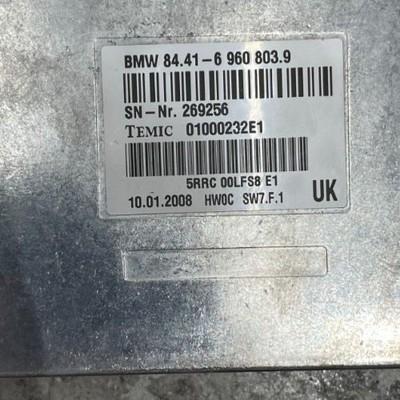 BMW 84.41-6 960 803.9
SN-Nr. 269256
TEMIC 01000232E1
5RRC 00LFS8 E1
10.01.2008 HW0C SW7.F.1 UK